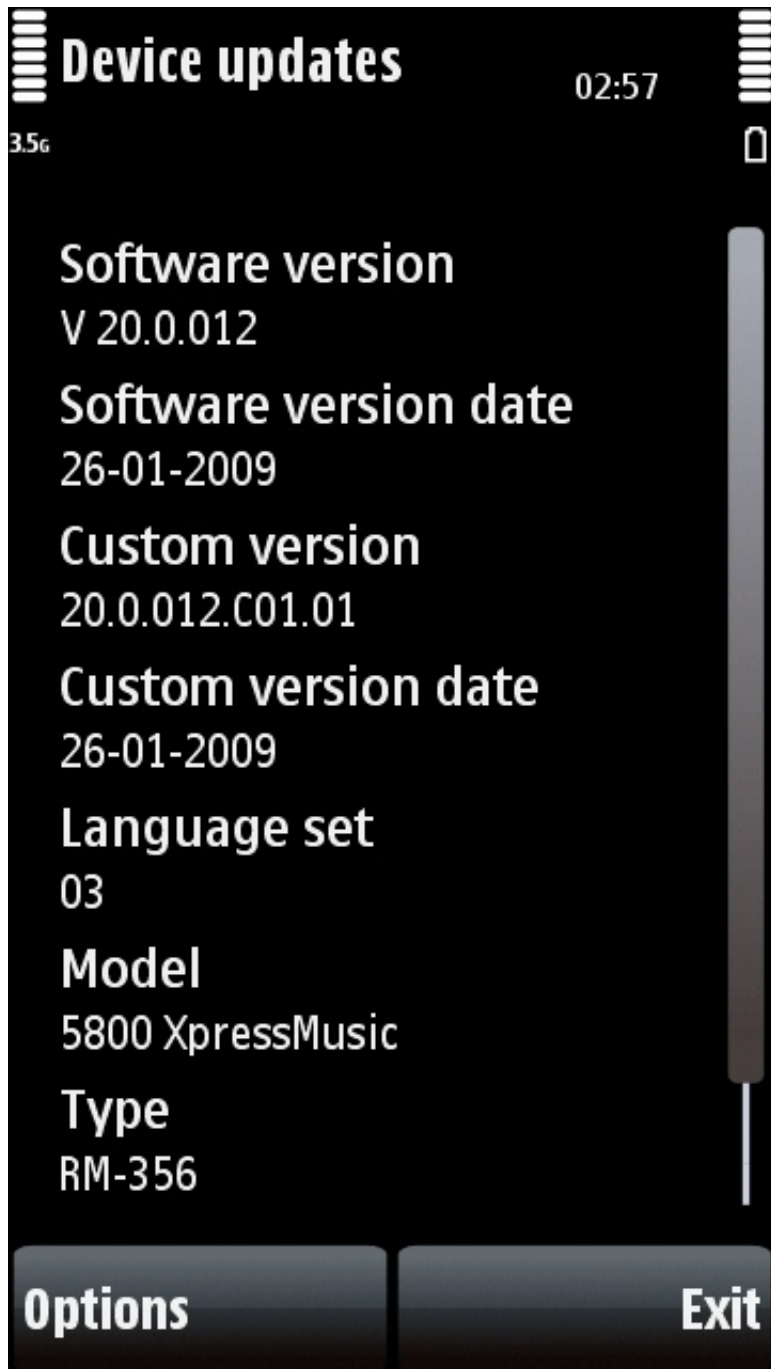 Device updates
02:57
3.5G
Software version
V 20.0.012
Software version date
26-01-2009
Custom version
20.0.012.C01.01
Custom version date
26-01-2009
Language set
03
Model
5800 XpressMusic
Type
RM-356
Options
Exit